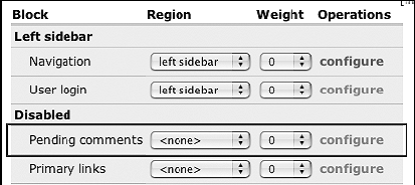 Block Region Weight Operations
Left sidebar
Navigation left sidebar 0 configure
User login left sidebar 0 configure
Disabled
Pending comments <none> 0 configure
Primary links <none> 0 configure